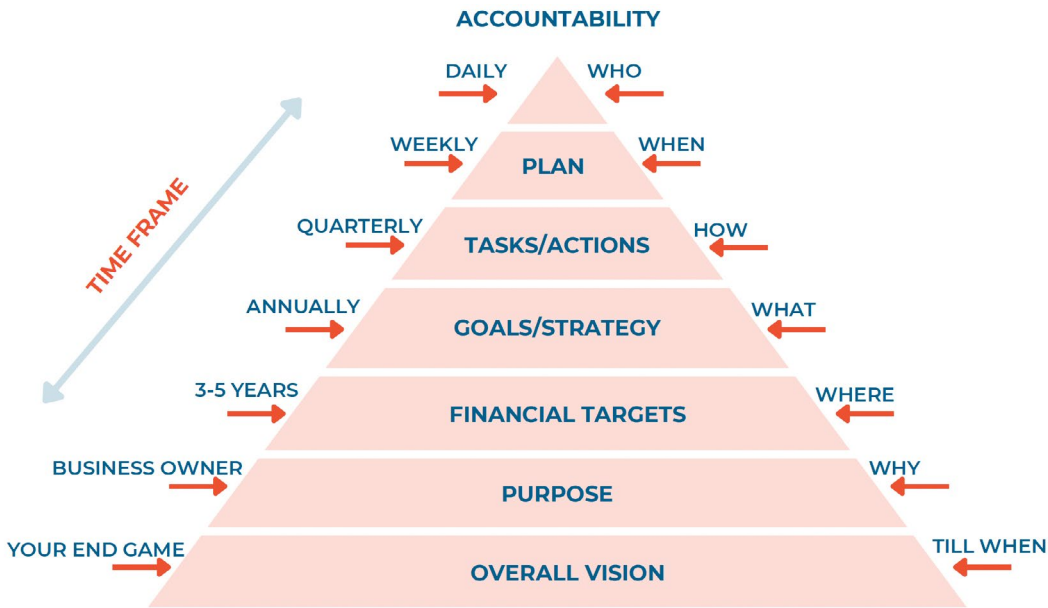 ACCOUNTABILITY
DAILY
WHO
WEEKLY
PLAN
WHEN
QUARTERLY
TASKS/ACTIONS
HOW
ANNUALLY
GOALS/STRATEGY
WHAT
3-5 YEARS
FINANCIAL TARGETS
WHERE
BUSINESS OWNER
PURPOSE
WHY
YOUR END GAME
OVERALL VISION
TILL WHEN
TIME FRAME